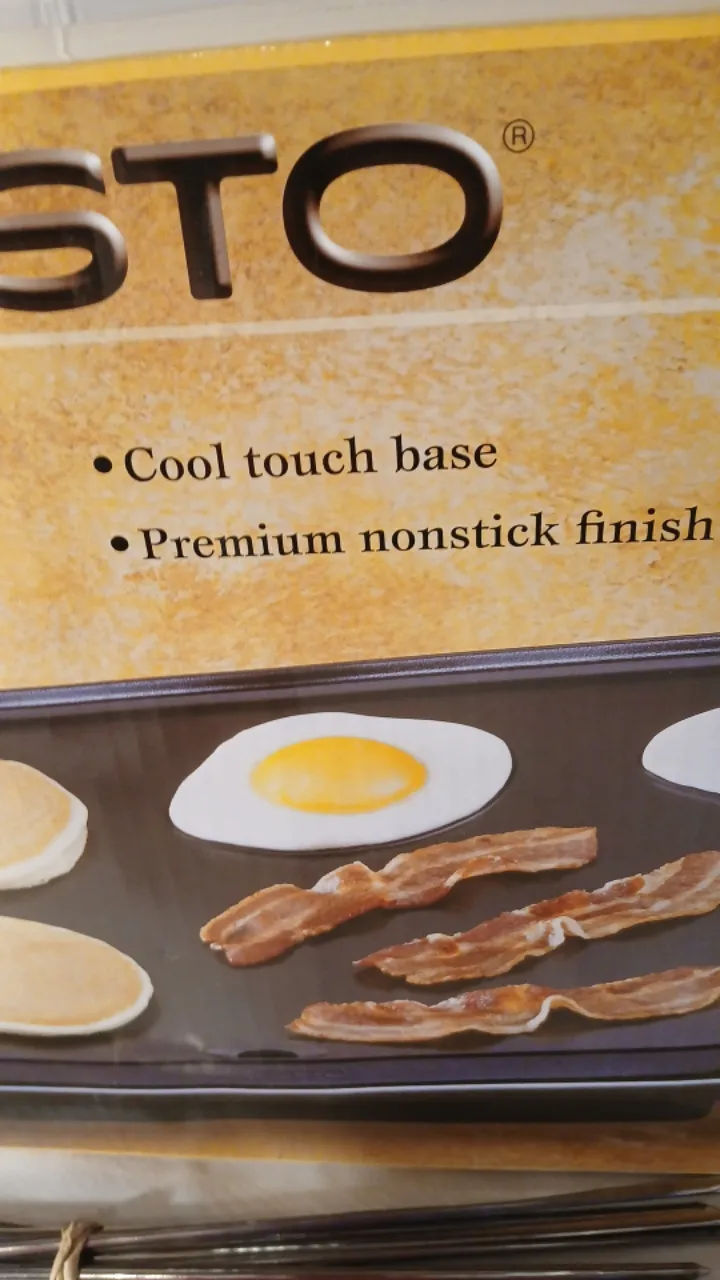 STO®
• Cool touch base
• Premium nonstick finish